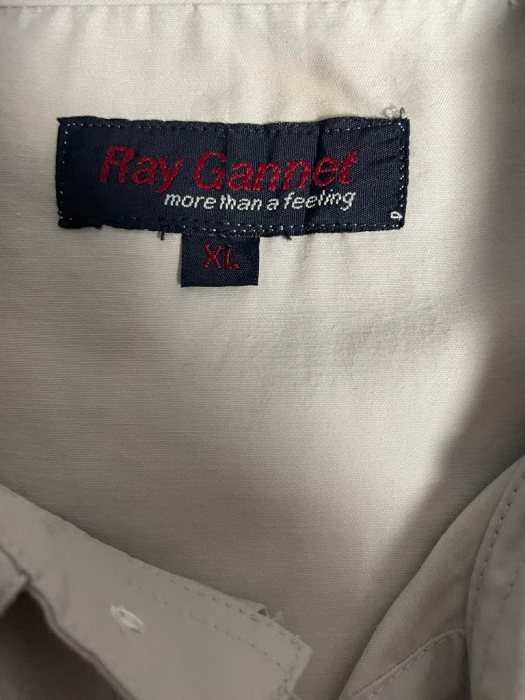 Ray Gannet
more than a feeling
XL